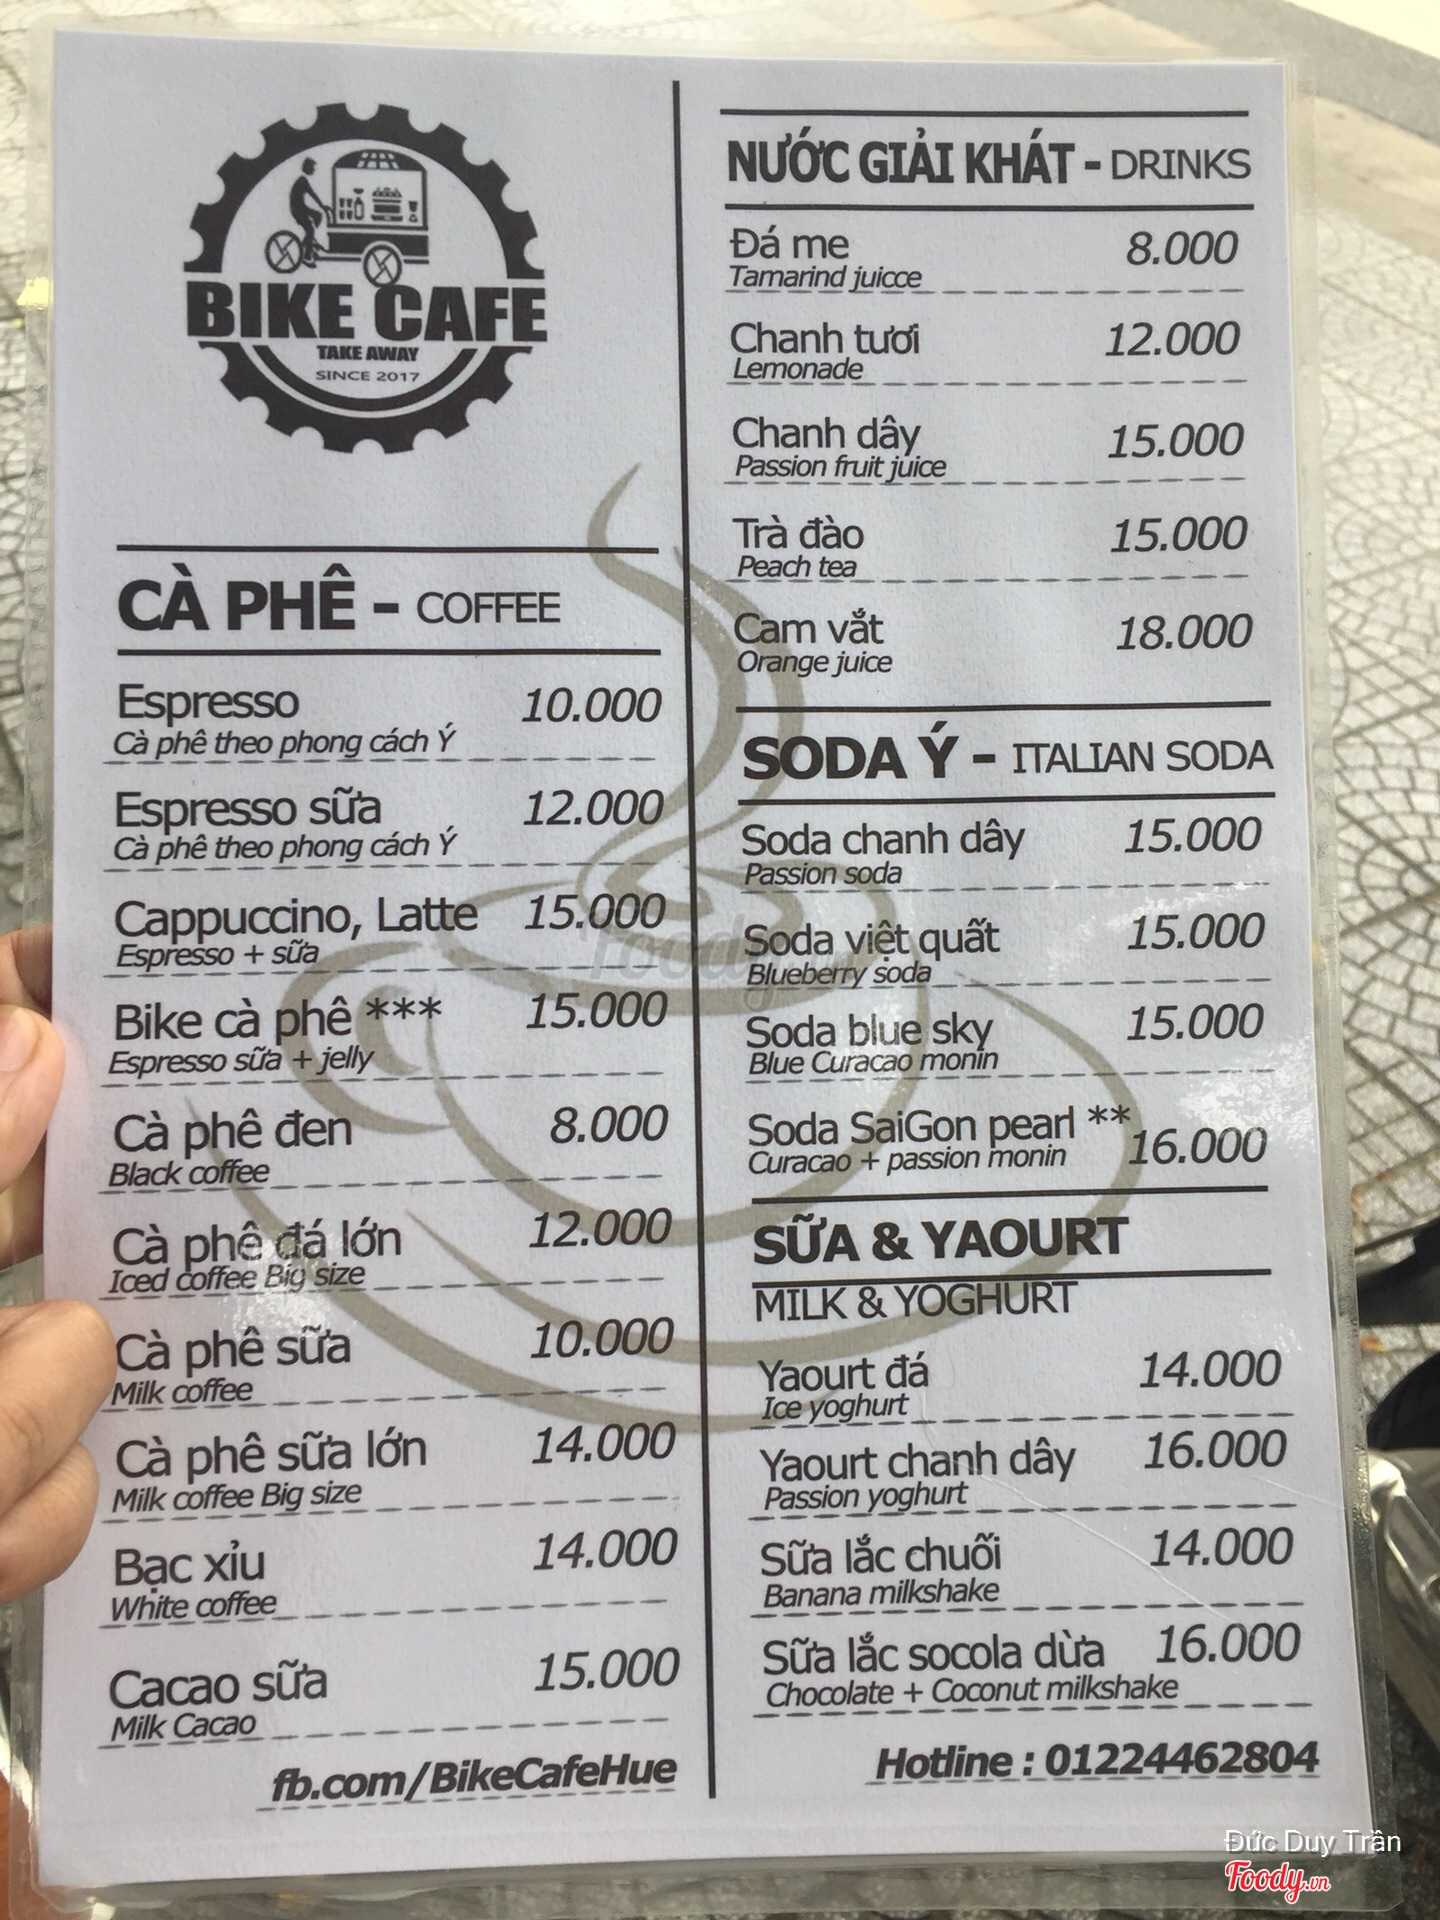 BIKE CAFE
TAKE AWAY
SINCE 2017
CÀ PHÊ - COFFEE
Espresso 10.000
Cà phê theo phong cách Ý
Espresso sữa 12.000
Cà phê theo phong cách Ý
Cappuccino, Latte 15.000
Espresso + sữa
Bike cà phê *** 15.000
Espresso sữa + jelly
Cà phê đen 8.000
Black coffee
Cà phê đá lớn 12.000
Iced coffee Big size
Cà phê sữa 10.000
Milk coffee
Cà phê sữa lớn 14.000
Milk coffee Big size
Bạc xỉu 14.000
White coffee
Cacao sữa 15.000
Milk Cacao
fb.com/BikeCafeHue
NƯỚC GIẢI KHÁT - DRINKS
Đá me 8.000
Tamarind juicce
Chanh tươi 12.000
Lemonade
Chanh dây 15.000
Passion fruit juice
Trà đào 15.000
Peach tea
Cam vắt 18.000
Orange juice
SODA Ý - ITALIAN SODA
Soda chanh dây 15.000
Passion soda
Soda việt quất 15.000
Blueberry soda
Soda blue sky 15.000
Blue Curacao monin
Soda SaiGon pearl ** 16.000
Curacao + passion monin
SỮA & YAOURT
MILK & YOGHURT
Yaourt đá 14.000
Ice yoghurt
Yaourt chanh dây 16.000
Passion yoghurt
Sữa lắc chuối 14.000
Banana milkshake
Sữa lắc socola dừa 16.000
Chocolate + Coconut milkshake
Hotline : 01224462804
Foody
Đức Duy Trần
Foody.vn